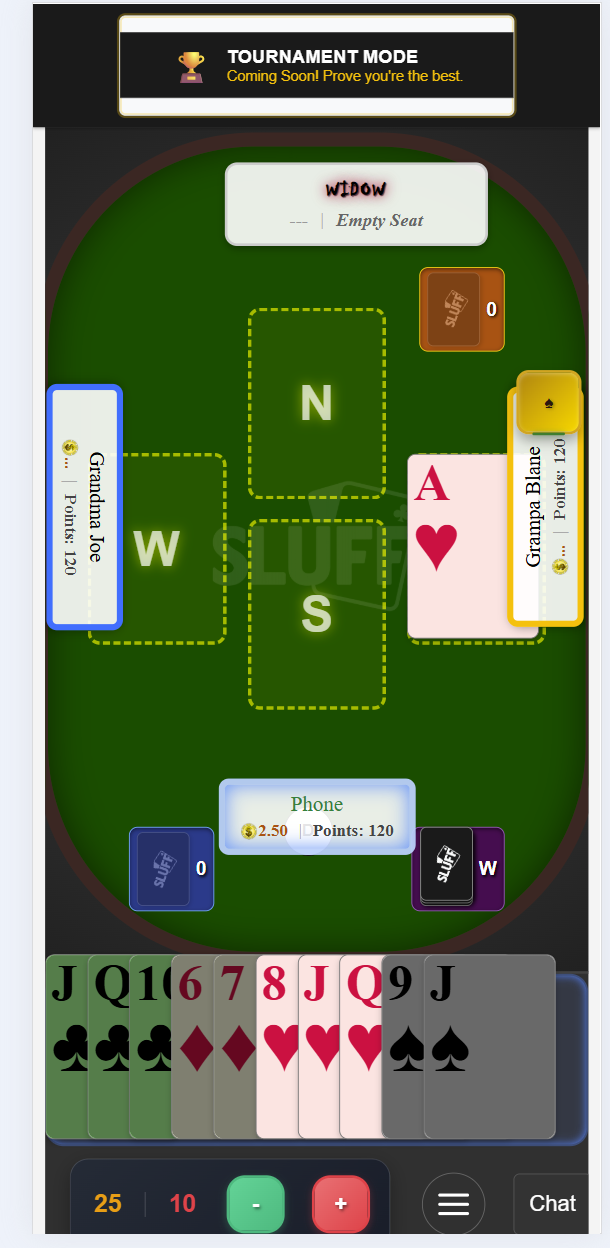 TOURNAMENT MODE
Coming Soon! Prove you're the best.
WIDOW
--- | Empty Seat
SLUFF
0
N
Grandma Joe
... | Points: 120
W
SLUFF
S
A
♥
♠
Grampa Blane
... | Points: 120
Phone
2.50 | Points: 120
SLUFF
0
SLUFF
W
J Q 10 6 7 8 J Q 9 J
♣ ♣ ♣ ♦ ♦ ♥ ♥ ♥ ♠ ♠
25 | 10 - +
Chat